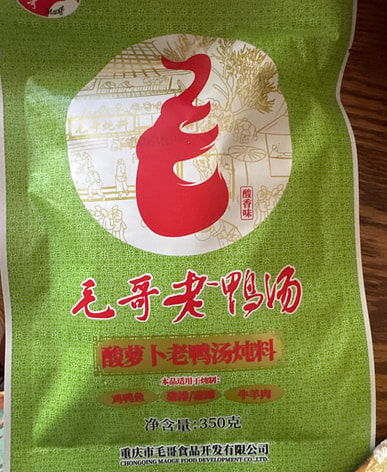 毛哥老鸭汤
酸香味
酸萝卜老鸭汤炖料
本品适用于炖制:
鸡鸭鱼 猪排/猪蹄 牛羊肉
净含量:350克
重庆市毛哥食品开发有限公司
CHONGQING MAOGE FOOD DEVELOPMENT CO.,LTD